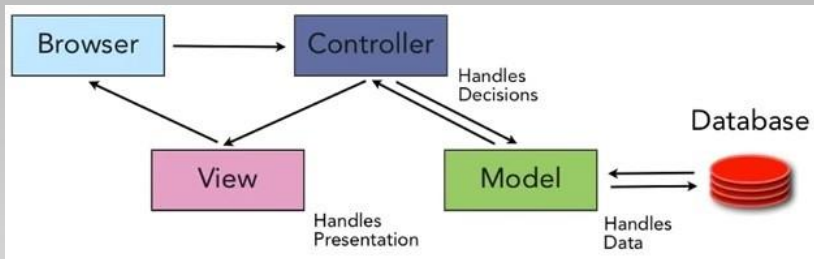 Browser
Controller
Handles
Decisions
Database
View
Model
Handles
Presentation
Handles
Data